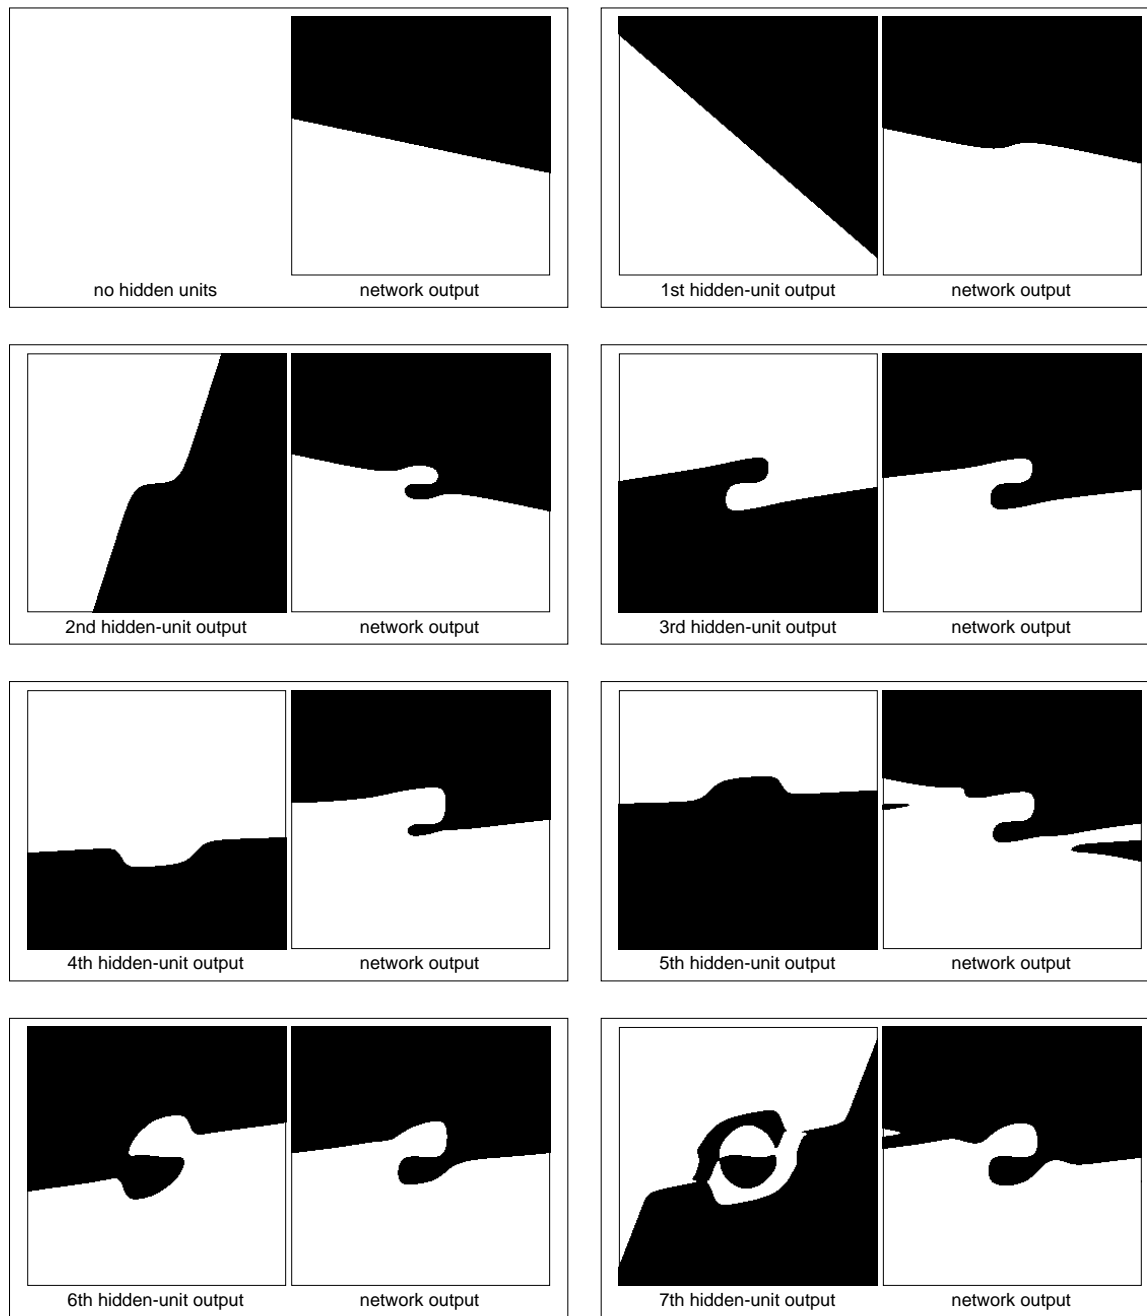 no hidden units network output
1st hidden-unit output network output
2nd hidden-unit output network output
3rd hidden-unit output network output
4th hidden-unit output network output
5th hidden-unit output network output
6th hidden-unit output network output
7th hidden-unit output network output